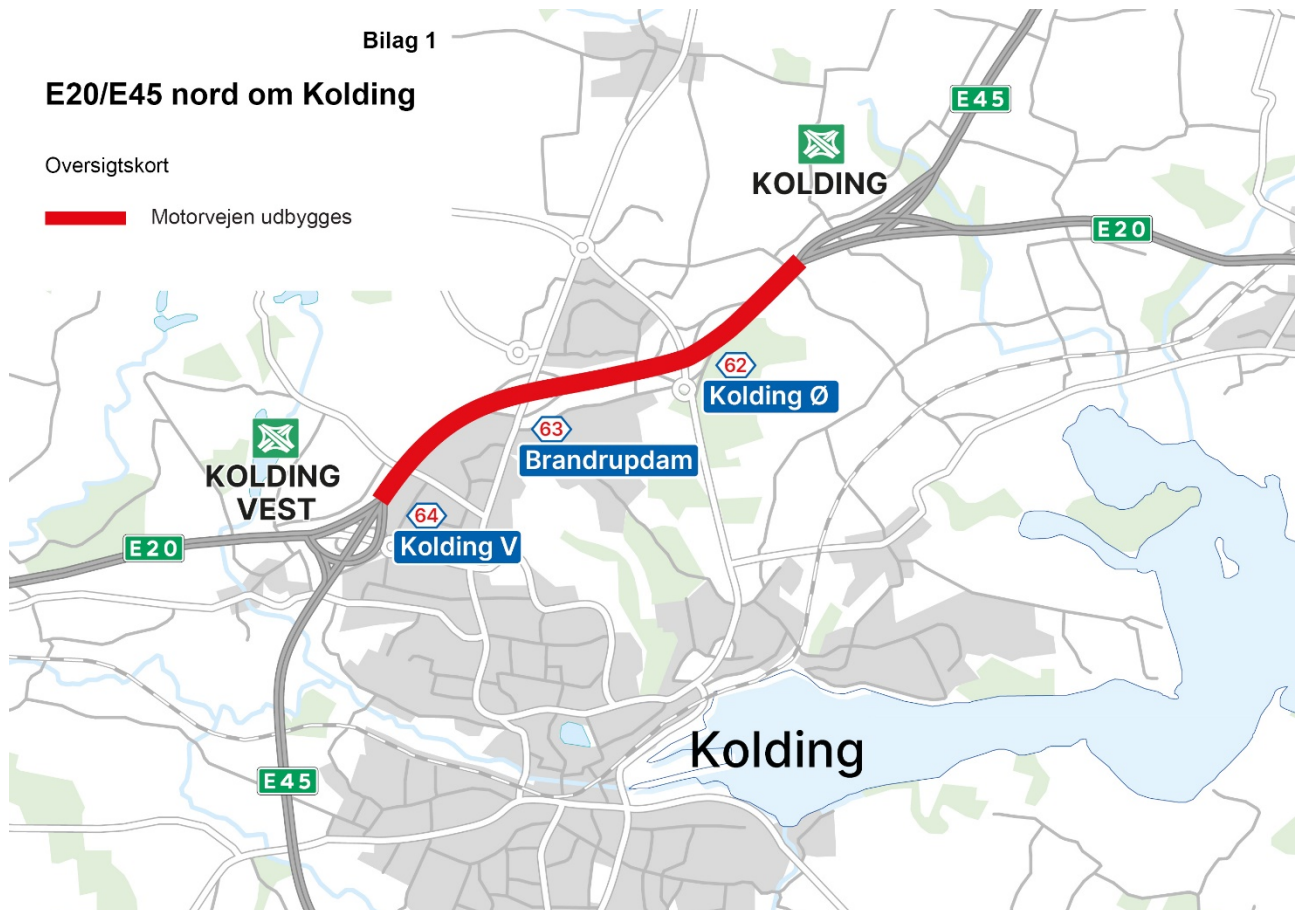 Bilag 1
E20/E45 nord om Kolding
Oversigtskort
Motorvejen udbygges
E45
KOLDING
E20
62
Kolding Ø
63
Brandrupdam
KOLDING
VEST
64
Kolding V
E20
Kolding
E45